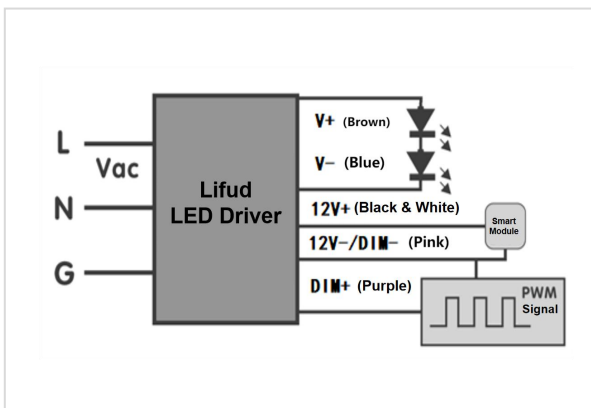 L
Vac
N
G
Lifud
LED Driver
V+ (Brown)
V- (Blue)
12V+ (Black & White)
12V-/DIM- (Pink)
DIM+ (Purple)
Smart
Module
PWM
Signal